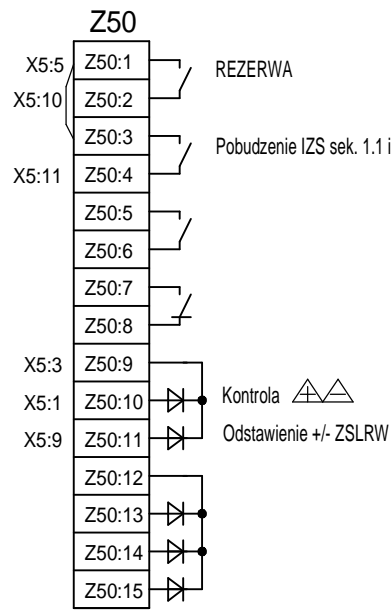 Z50
X5:5 Z50:1 REZERWA
X5:10 Z50:2
Z50:3 Pobudzenie IZS sek. 1.1 i
X5:11 Z50:4
Z50:5
Z50:6
Z50:7
Z50:8
X5:3 Z50:9
X5:1 Z50:10 Kontrola + −
X5:9 Z50:11 Odstawienie +/- ZSLRW
Z50:12
Z50:13
Z50:14
Z50:15